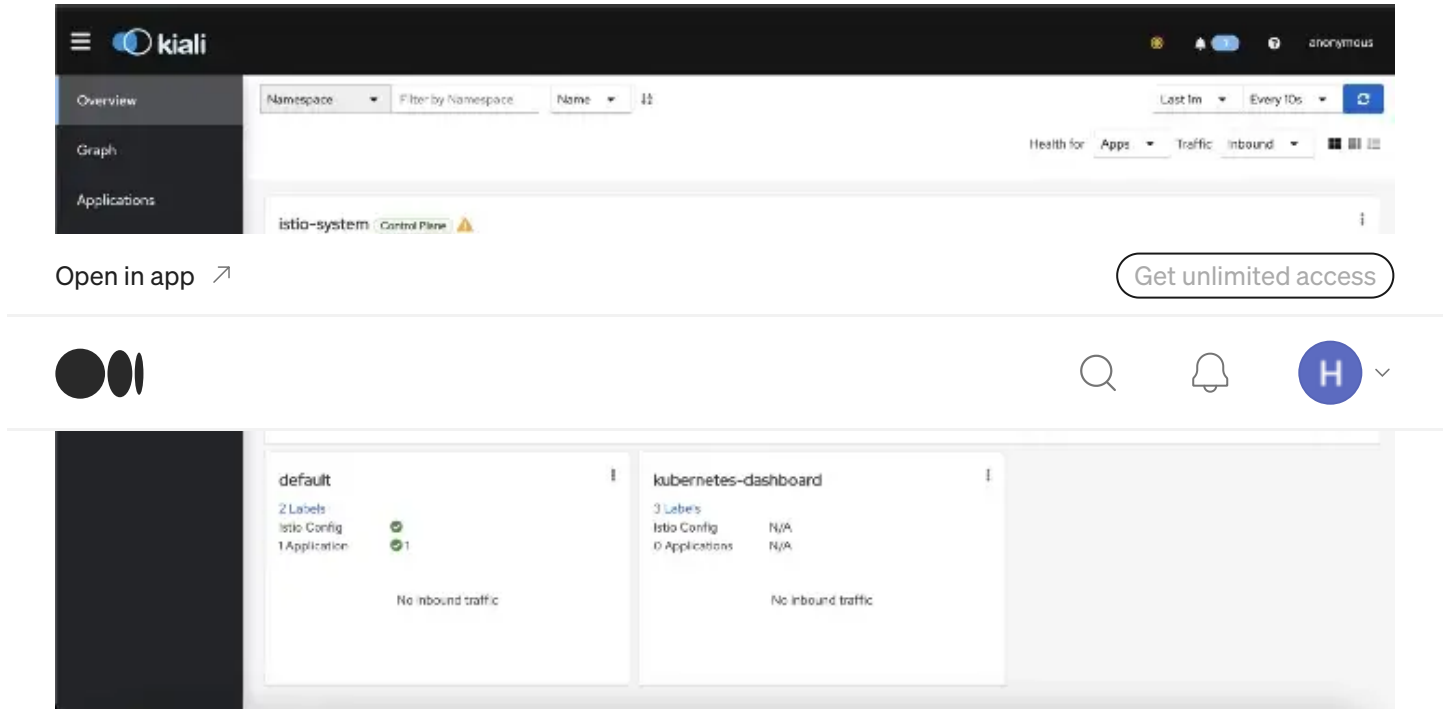 kiali
anonymous
Overview
Namespace Filter by Namespace Name
Last 1m Every 10s
Graph
Health for Apps Traffic Inbound
Applications
istio-system Control Plane
Open in app
Get unlimited access
H
default
2 Labels
Istio Config
1 Application 1
No inbound traffic
kubernetes-dashboard
3 Labels
Istio Config N/A
0 Applications N/A
No inbound traffic